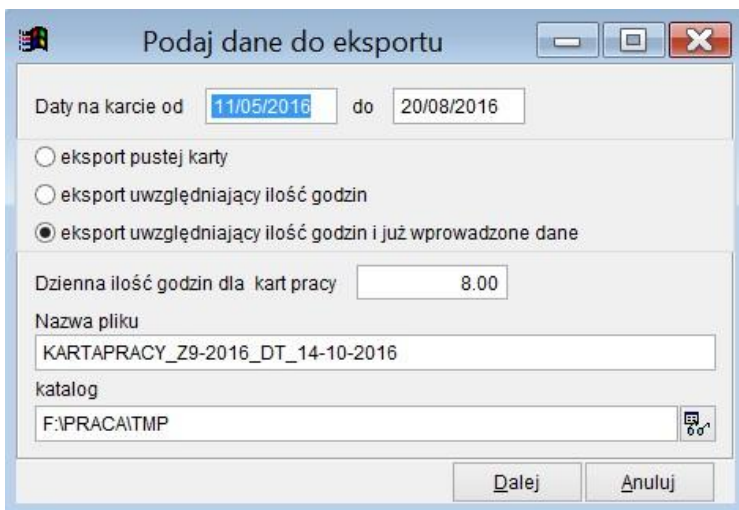 Podaj dane do eksportu
Daty na karcie od 11/05/2016 do 20/08/2016
eksport pustej karty
eksport uwzględniający ilość godzin
eksport uwzględniający ilość godzin i już wprowadzone dane
Dzienna ilość godzin dla kart pracy 8.00
Nazwa pliku
KARTAPRACY_Z9-2016_DT_14-10-2016
katalog
F:\PRACA\TMP
Dalej Anuluj